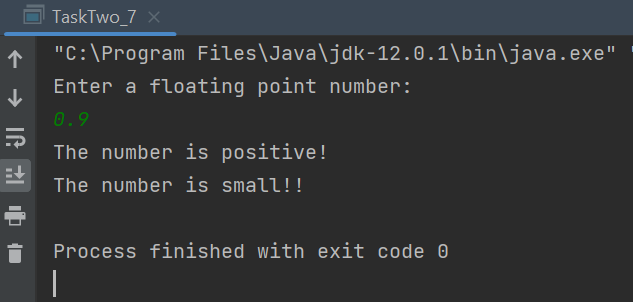 TaskTwo_7
"C:\Program Files\Java\jdk-12.0.1\bin\java.exe" "
Enter a floating point number:
0.9
The number is positive!
The number is small!!
Process finished with exit code 0